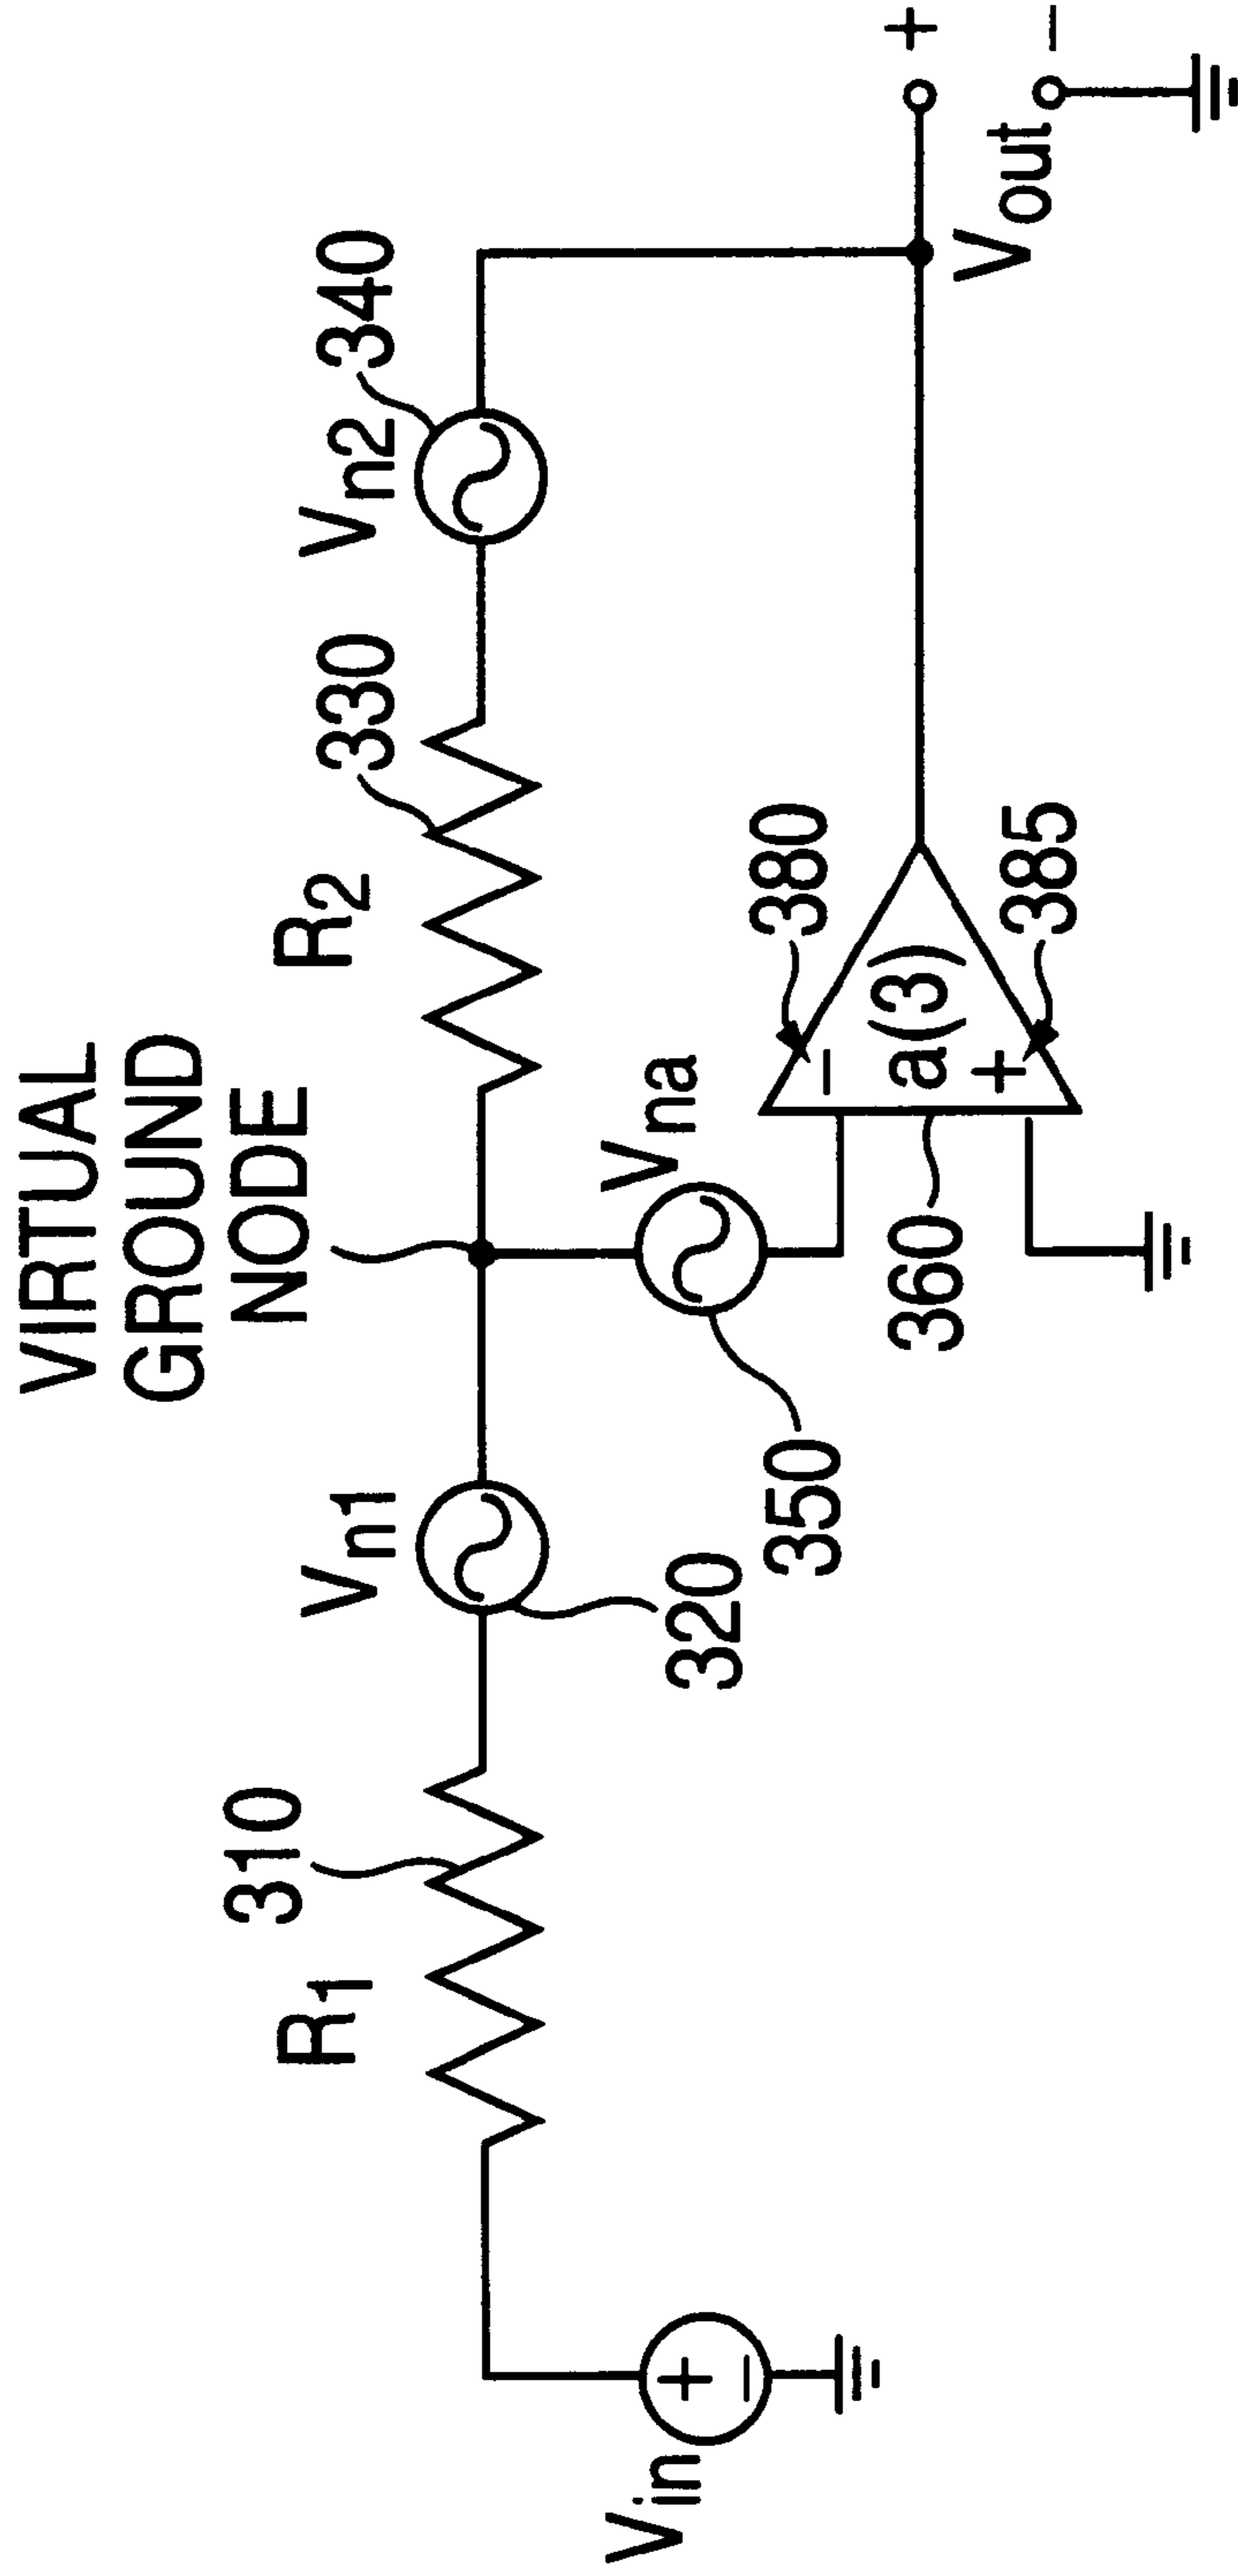 VIRTUAL
GROUND
NODE
R1
310
Vn1
320
R2
330
Vn2
340
Vna
350
Vin
+
−
−
+
a(3)
360
380
385
Vout
+
−